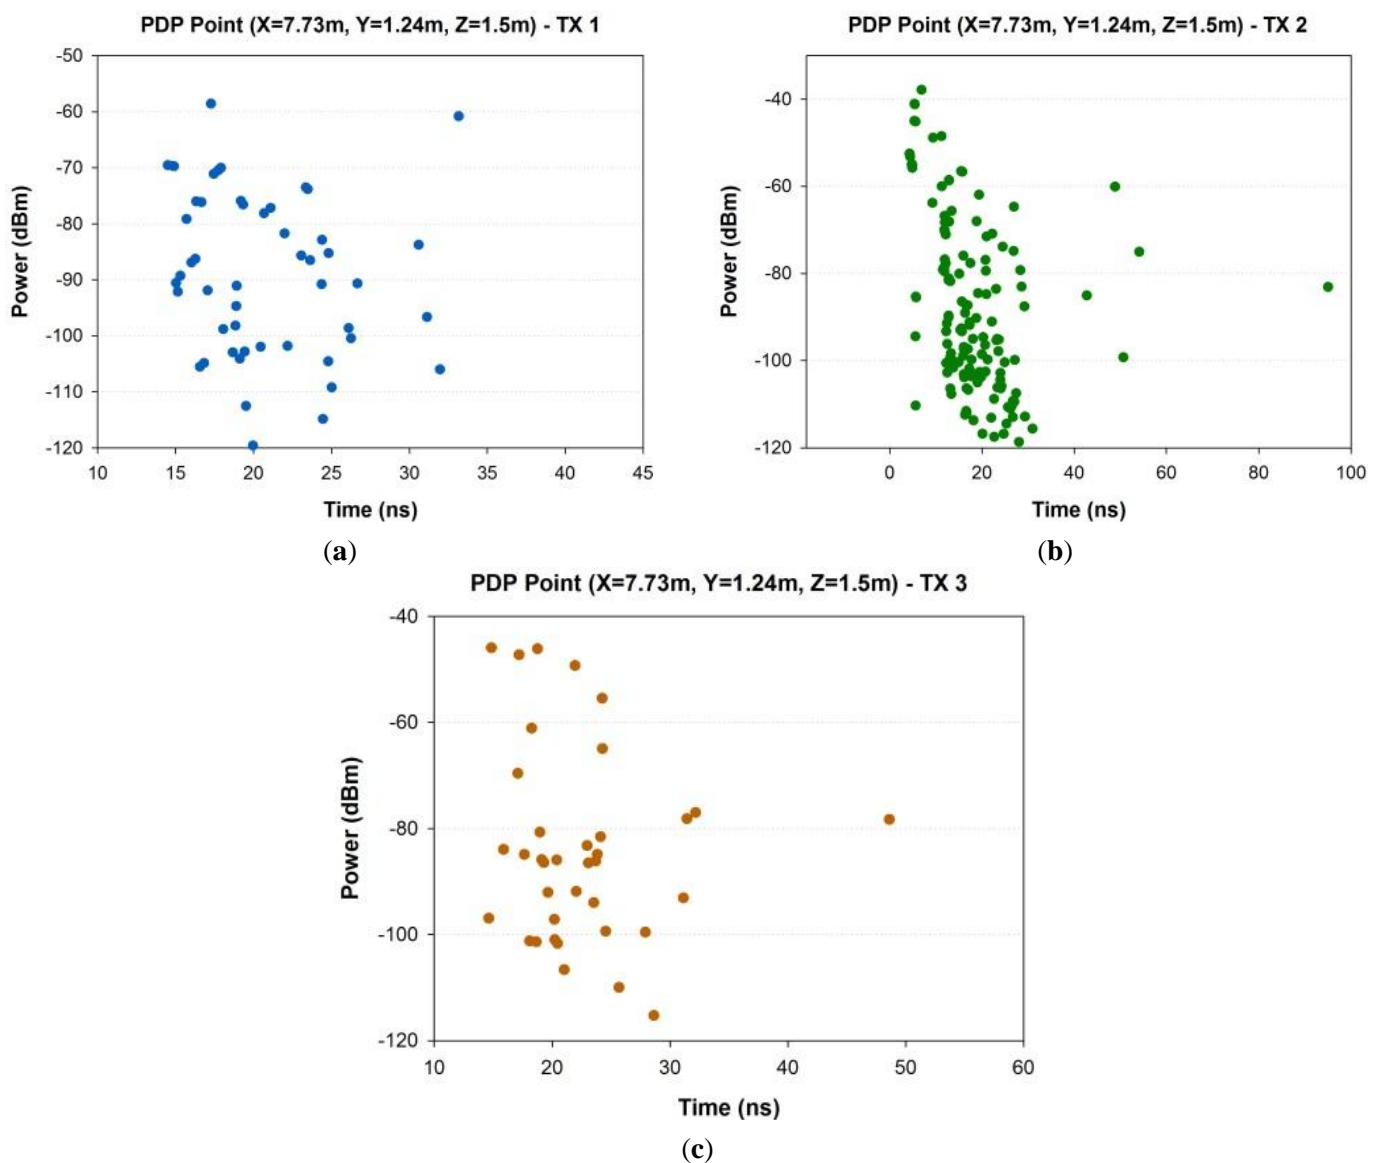 PDP Point (X=7.73m, Y=1.24m, Z=1.5m) - TX 1
-50
-60
-70
-80
-90
-100
-110
-120
Power (dBm)
10 15 20 25 30 35 40 45
Time (ns)
(a)
PDP Point (X=7.73m, Y=1.24m, Z=1.5m) - TX 2
-40
-60
-80
-100
-120
Power (dBm)
0 20 40 60 80 100
Time (ns)
(b)
PDP Point (X=7.73m, Y=1.24m, Z=1.5m) - TX 3
-40
-60
-80
-100
-120
Power (dBm)
10 20 30 40 50 60
Time (ns)
(c)